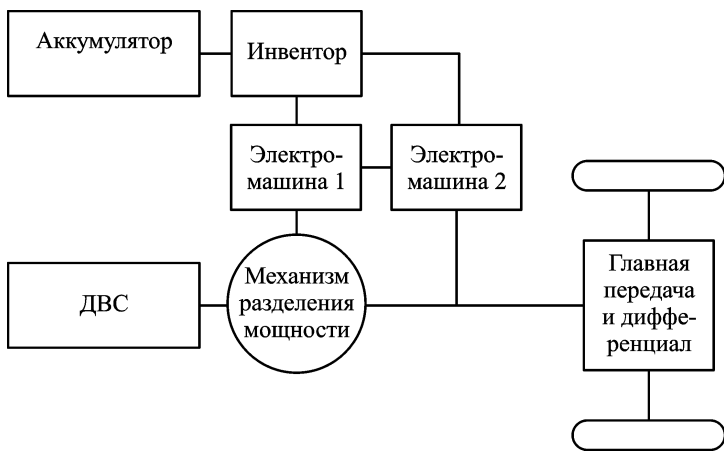 Аккумулятор
Инвентор
Электро-
машина 1
Электро-
машина 2
ДВС
Механизм
разделения
мощности
Главная
передача
и диффе-
ренциал